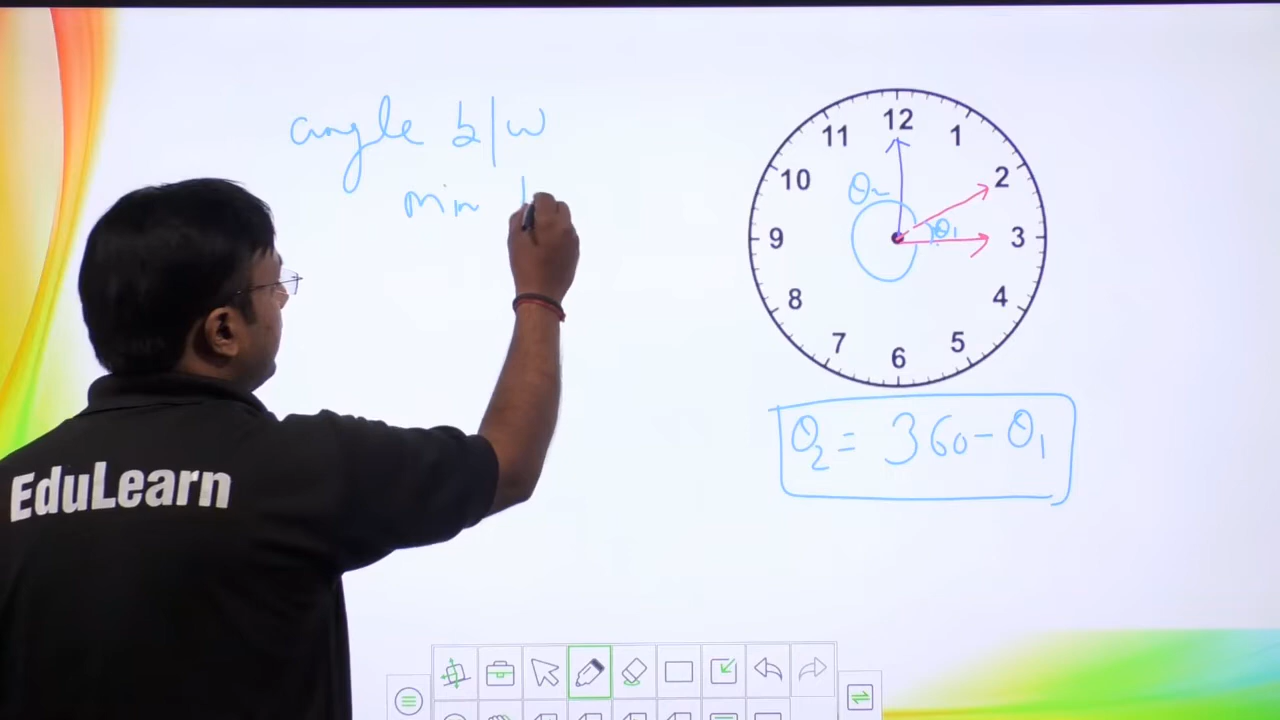 angle b/w
min
12
11
1
10
2
θ2
9
θ1
3
8
4
7
5
6
θ2 = 360 - θ1
EduLearn